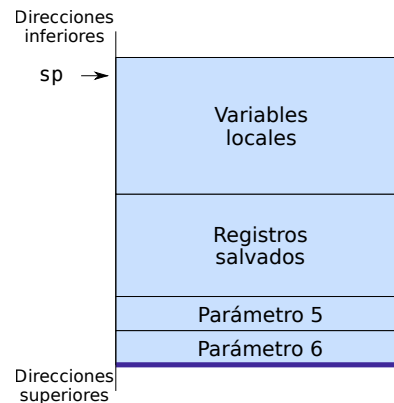 Direcciones
inferiores
sp
Variables
locales
Registros
salvados
Parámetro 5
Parámetro 6
Direcciones
superiores